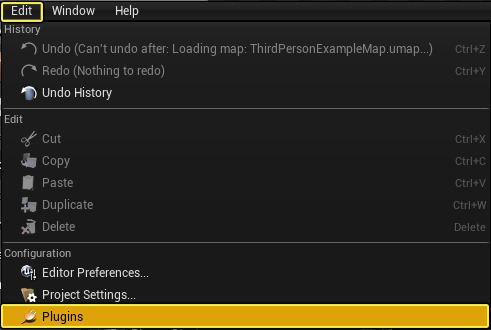 Edit Window Help
History
Undo (Can't undo after: Loading map: ThirdPersonExampleMap.umap...) Ctrl+Z
Redo (Nothing to redo) Ctrl+Y
Undo History
Edit
Cut Ctrl+X
Copy Ctrl+C
Paste Ctrl+V
Duplicate Ctrl+W
Delete Delete
Configuration
Editor Preferences...
Project Settings...
Plugins